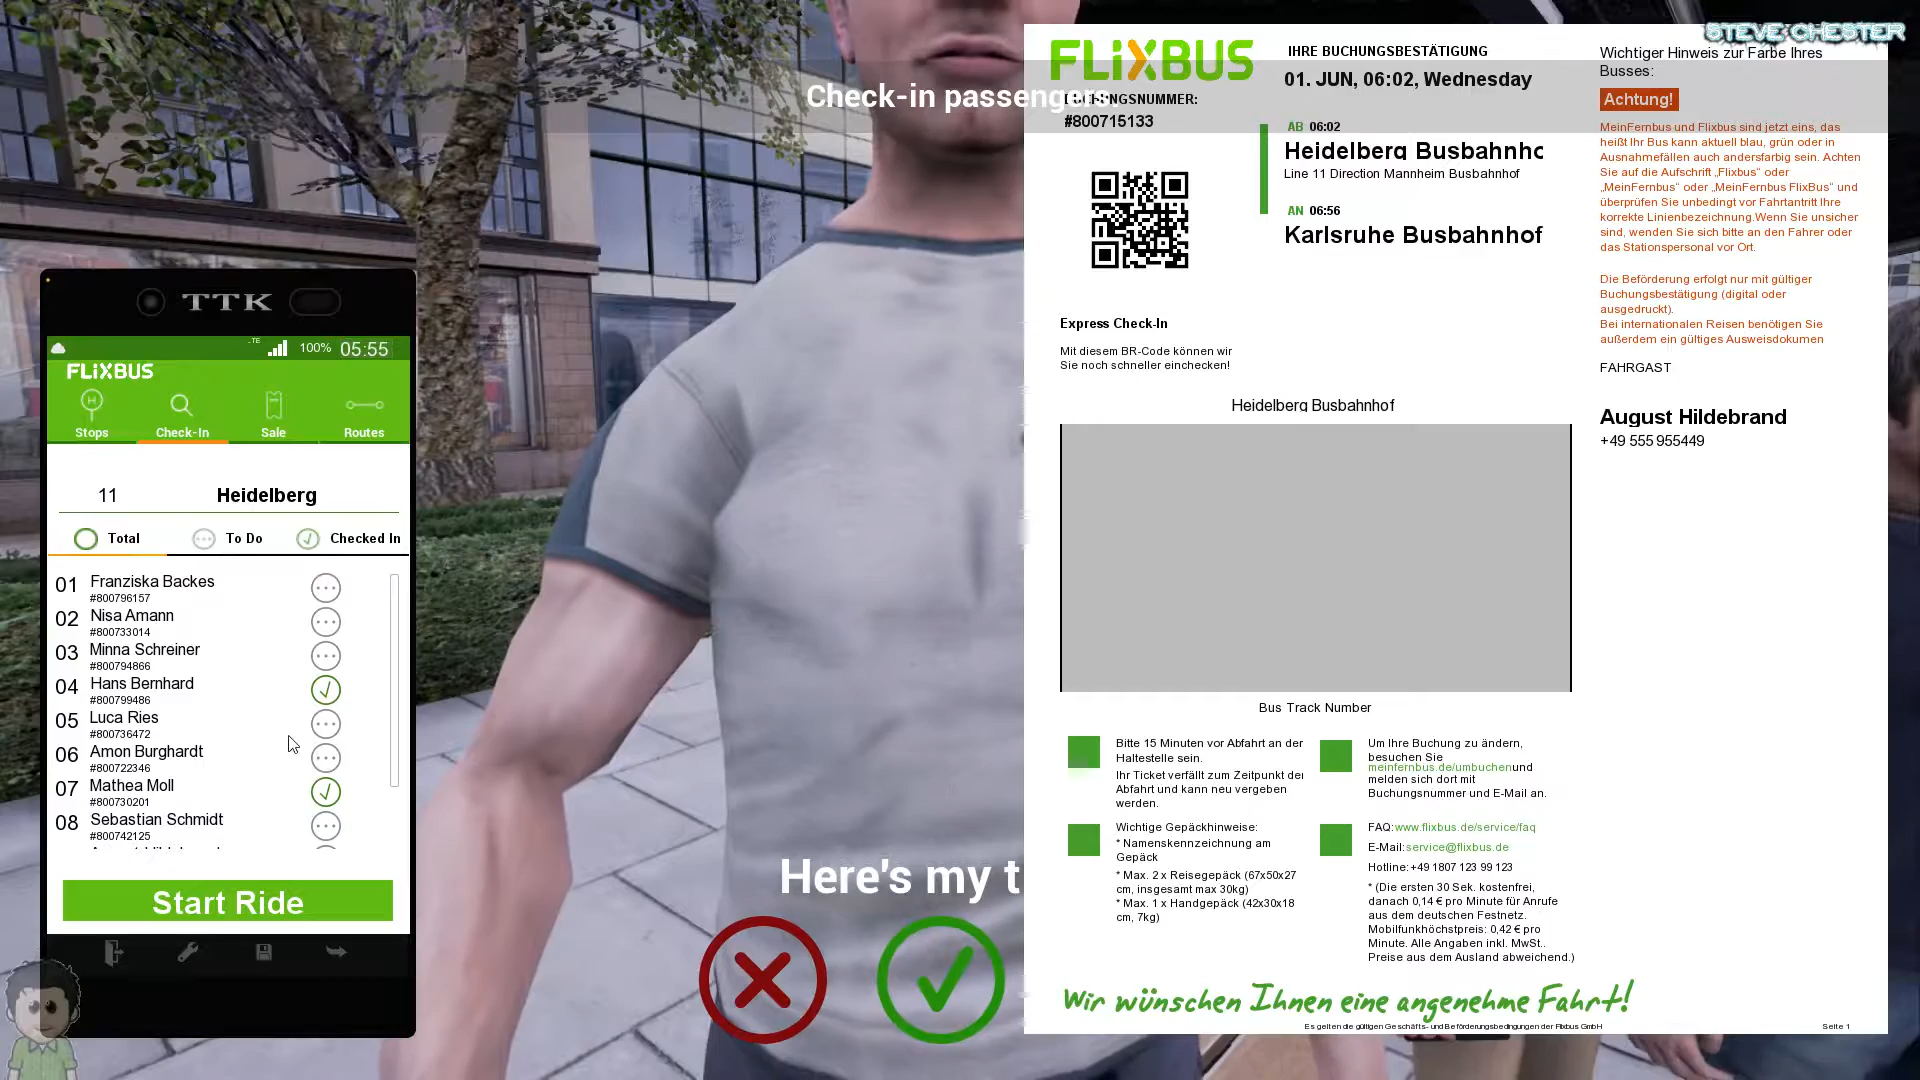 STEVE CHESTER
Check-in passengers.
FLiXBUS
BUCHUNGSNUMMER:
#800715133
IHRE BUCHUNGSBESTÄTIGUNG
01. JUN, 06:02, Wednesday
AB 06:02
Heidelberg Busbahnho
Line 11 Direction Mannheim Busbahnhof
AN 06:56
Karlsruhe Busbahnhof
Express Check-In
Mit diesem BR-Code können wir
Sie noch schneller einchecken!
Heidelberg Busbahnhof
Bus Track Number
Bitte 15 Minuten vor Abfahrt an der
Haltestelle sein.
Ihr Ticket verfällt zum Zeitpunkt der
Abfahrt und kann neu vergeben
werden.
Wichtige Gepäckhinweise:
* Namenskennzeichnung am
Gepäck
* Max. 2 x Reisegepäck (67x50x27
cm, insgesamt max 30kg)
* Max. 1 x Handgepäck (42x30x18
cm, 7kg)
Um Ihre Buchung zu ändern,
besuchen Sie
meinfernbus.de/umbuchenund
melden sich dort mit
Buchungsnummer und E-Mail an.
FAQ:www.flixbus.de/service/faq
E-Mail:service@flixbus.de
Hotline:+49 1807 123 99 123
* (Die ersten 30 Sek. kostenfrei,
danach 0,14 € pro Minute für Anrufe
aus dem deutschen Festnetz.
Mobilfunkhöchstpreis: 0,42 € pro
Minute. Alle Angaben inkl. MwSt..
Preise aus dem Ausland abweichend.)
Wir wünschen Ihnen eine angenehme Fahrt!
Es gelten die gültigen Geschäfts- und Beförderungsbedingungen der Flixbus GmbH
Seite 1
Wichtiger Hinweis zur Farbe Ihres
Busses:
Achtung!
MeinFernbus und Flixbus sind jetzt eins, das
heißt Ihr Bus kann aktuell blau, grün oder in
Ausnahmefällen auch andersfarbig sein. Achten
Sie auf die Aufschrift „Flixbus“ oder
„MeinFernbus“ oder „MeinFernbus FlixBus“ und
überprüfen Sie unbedingt vor Fahrtantritt Ihre
korrekte Linienbezeichnung.Wenn Sie unsicher
sind, wenden Sie sich bitte an den Fahrer oder
das Stationspersonal vor Ort.
Die Beförderung erfolgt nur mit gültiger
Buchungsbestätigung (digital oder
ausgedruckt).
Bei internationalen Reisen benötigen Sie
außerdem ein gültiges Ausweisdokumen
FAHRGAST
August Hildebrand
+49 555 955449
TTK
100% 05:55
FLiXBUS
Stops Check-In Sale Routes
11 Heidelberg
Total To Do Checked In
01 Franziska Backes
#800796157
02 Nisa Amann
#800733014
03 Minna Schreiner
#800794866
04 Hans Bernhard
#800799486
05 Luca Ries
#800736472
06 Amon Burghardt
#800722346
07 Mathea Moll
#800730201
08 Sebastian Schmidt
#800742125
Start Ride
Here's my t